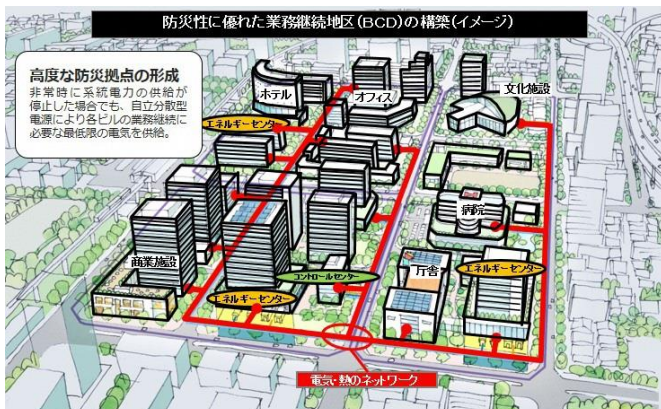 防災性に優れた業務継続地区(BCD)の構築(イメージ)
高度な防災拠点の形成
非常時に系統電力の供給が
停止した場合でも、自立分散型
電源により各ビルの業務継続に
必要な最低限の電気を供給。
ホテル
オフィス
文化施設
エネルギーセンター
病院
商業施設
コントロールセンター
庁舎
エネルギーセンター
エネルギーセンター
電気・熱のネットワーク